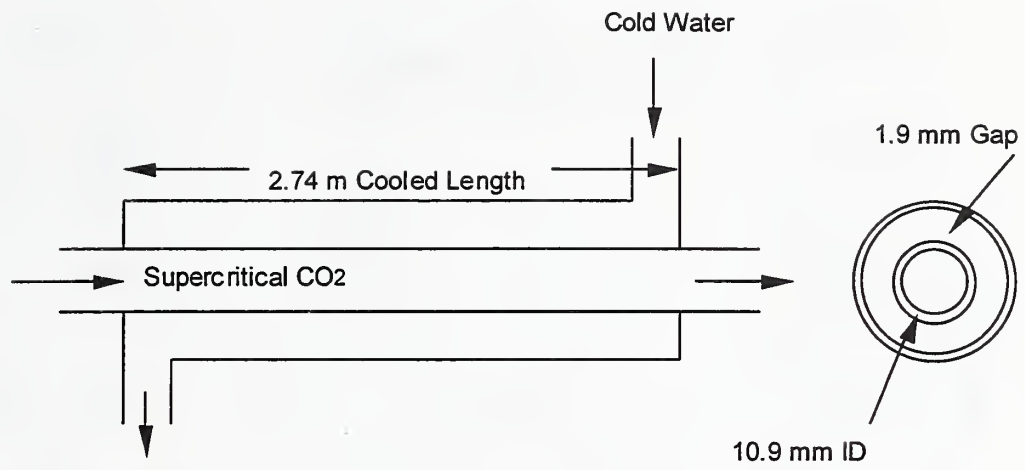 Cold Water
1.9 mm Gap
2.74 m Cooled Length
Supercritical CO2
10.9 mm ID